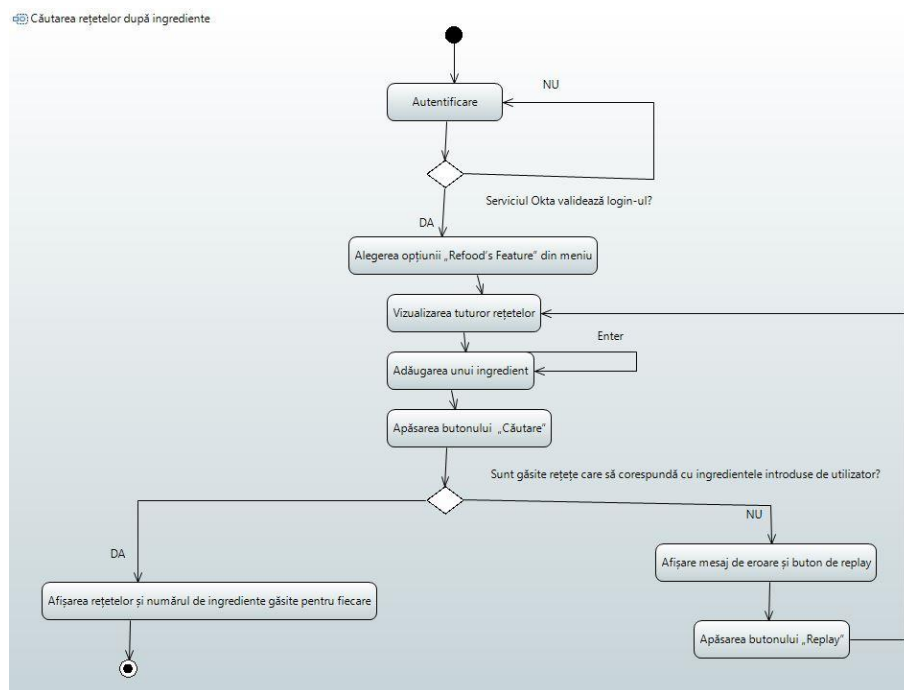 Căutarea rețetelor după ingrediente
Autentificare
NU
Serviciul Okta validează login-ul?
DA
Alegerea opțiunii „Refood's Feature" din meniu
Vizualizarea tuturor rețetelor
Enter
Adăugarea unui ingredient
Apăsarea butonului „Căutare"
Sunt găsite rețete care să corespundă cu ingredientele introduse de utilizator?
NU
DA
Afișare mesaj de eroare și buton de replay
Afișarea rețetelor și numărul de ingrediente găsite pentru fiecare
Apăsarea butonului „Replay"